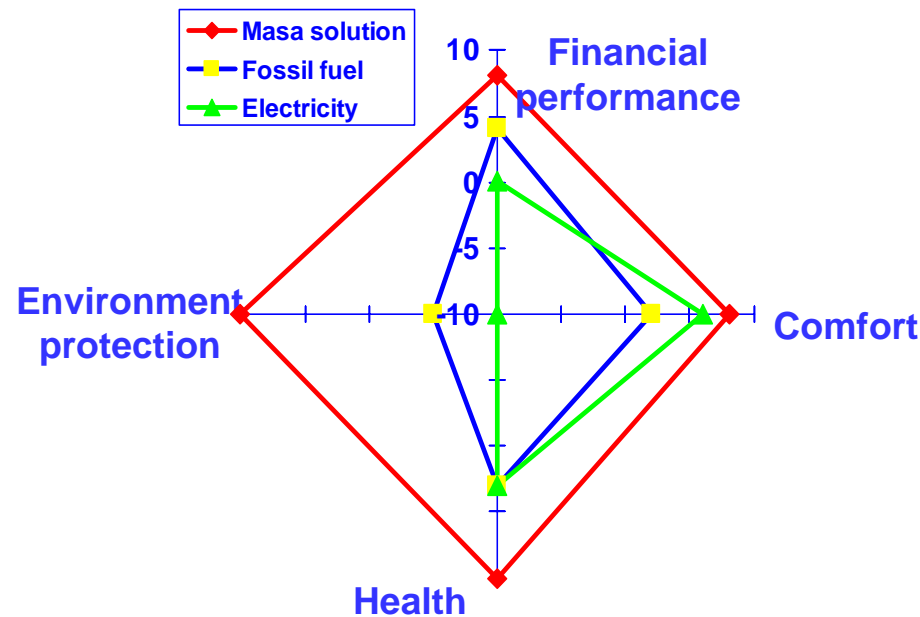 Masa solution
Fossil fuel
Electricity
10
5
0
-5
-10
Financial
performance
Environment
protection
Comfort
Health